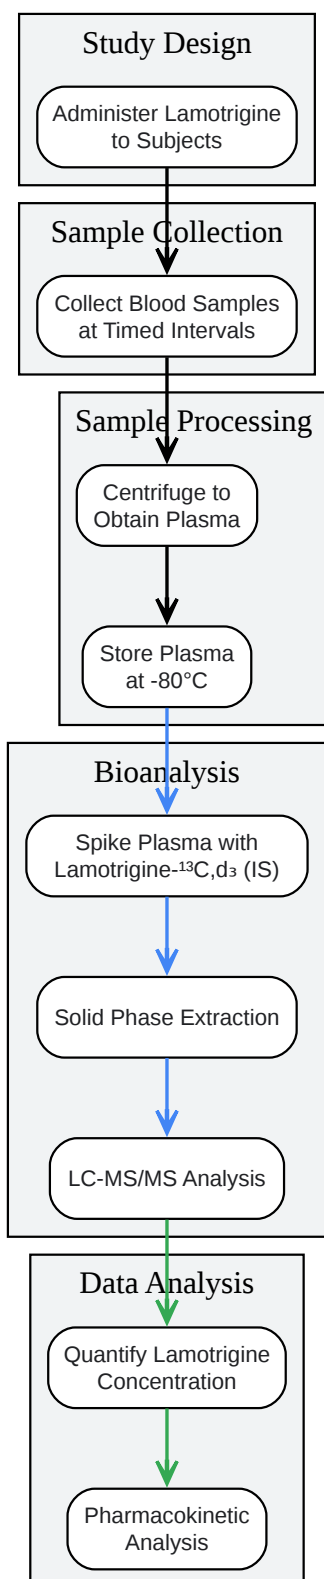 Study Design
Administer Lamotrigine
to Subjects
Sample Collection
Collect Blood Samples
at Timed Intervals
Sample Processing
Centrifuge to
Obtain Plasma
Store Plasma
at -80°C
Bioanalysis
Spike Plasma with
Lamotrigine-¹³C,d₃ (IS)
Solid Phase Extraction
LC-MS/MS Analysis
Data Analysis
Quantify Lamotrigine
Concentration
Pharmacokinetic
Analysis